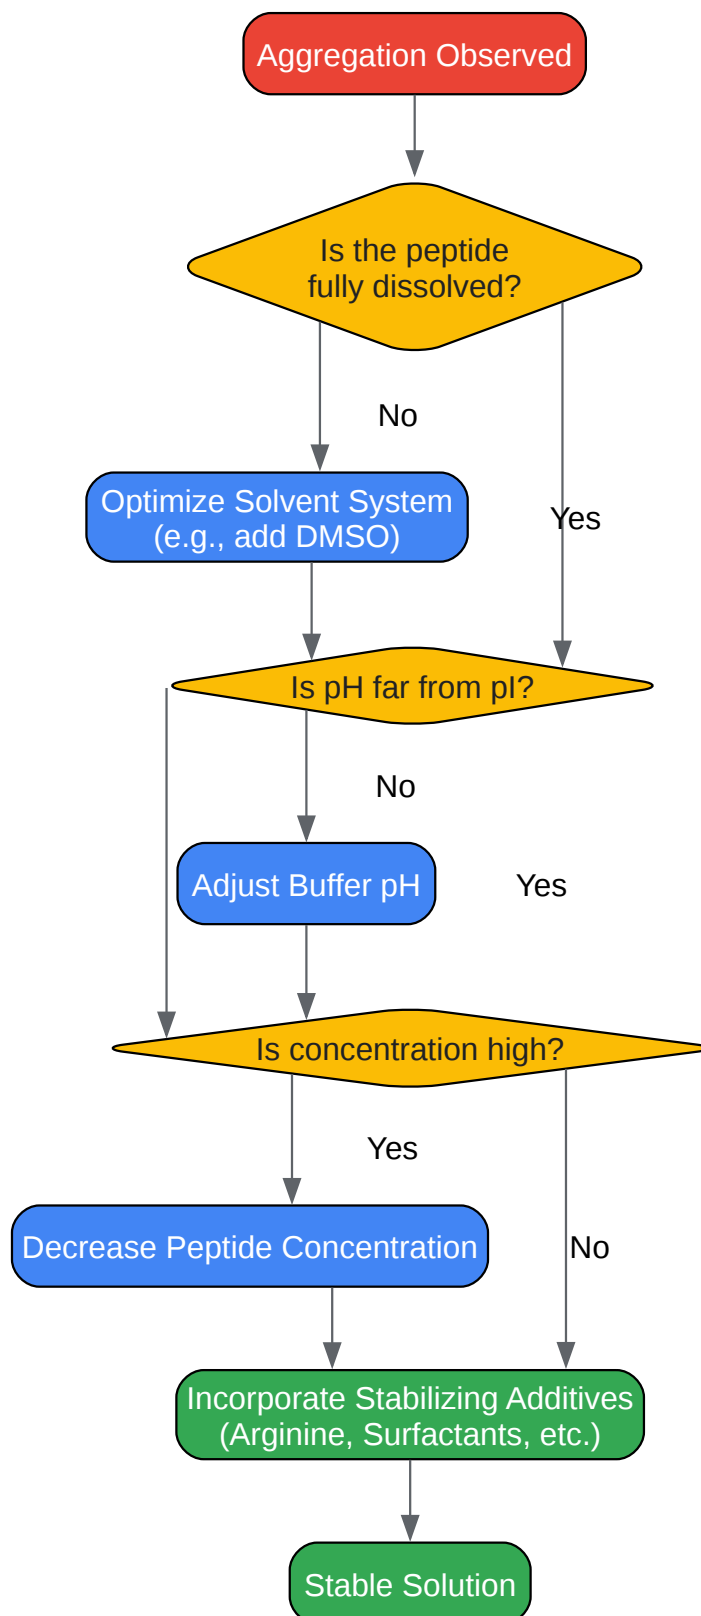 Aggregation Observed
Is the peptide
fully dissolved?
No
Optimize Solvent System
(e.g., add DMSO)
Yes
Is pH far from pI?
No
Adjust Buffer pH
Yes
Is concentration high?
Yes
Decrease Peptide Concentration
No
Incorporate Stabilizing Additives
(Arginine, Surfactants, etc.)
Stable Solution